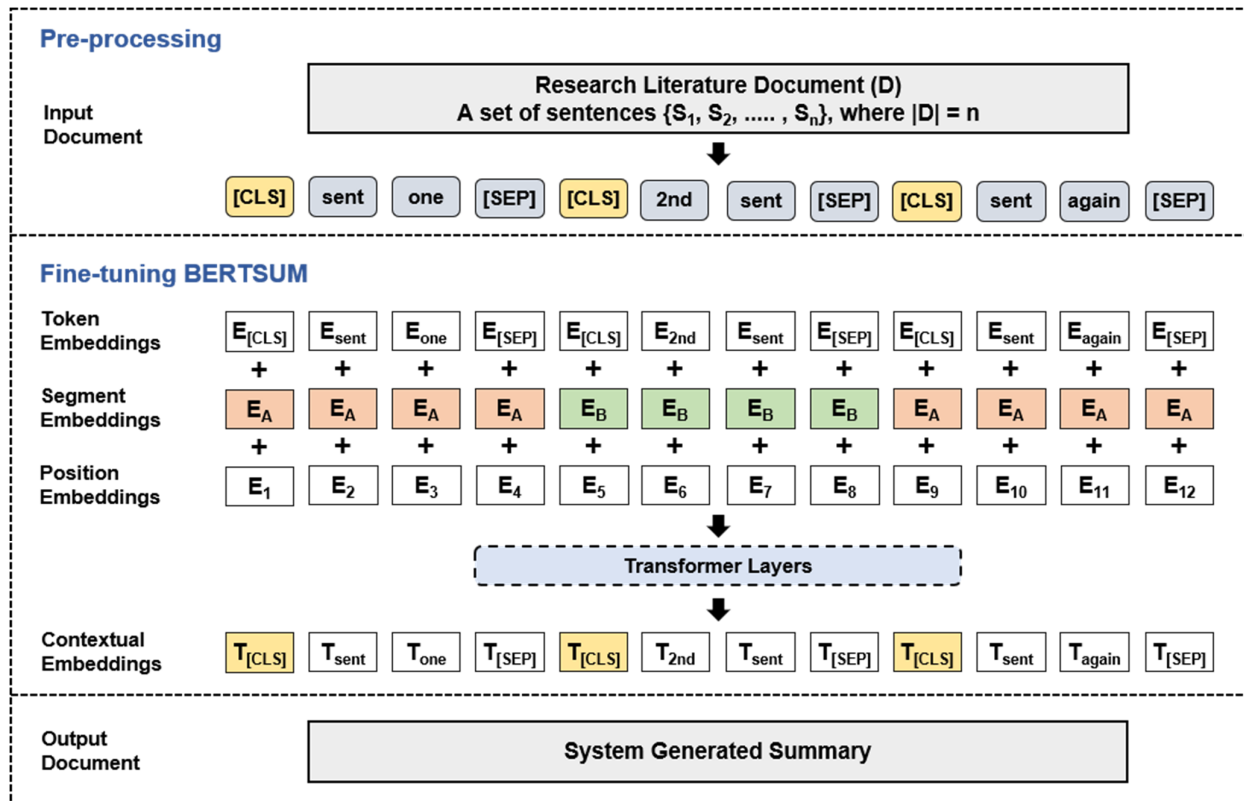 Pre-processing
Input
Document
Research Literature Document (D)
A set of sentences {S₁, S₂, ..... , Sₙ}, where |D| = n
[CLS] sent one [SEP] [CLS] 2nd sent [SEP] [CLS] sent again [SEP]
Fine-tuning BERTSUM
Token
Embeddings
E[CLS] Esent Eone E[SEP] E[CLS] E2nd Esent E[SEP] E[CLS] Esent Eagain E[SEP]
+ + + + + + + + + + + +
Segment
Embeddings
EA EA EA EA EB EB EB EB EA EA EA EA
+ + + + + + + + + + + +
Position
Embeddings
E₁ E₂ E₃ E₄ E₅ E₆ E₇ E₈ E₉ E₁₀ E₁₁ E₁₂
Transformer Layers
Contextual
Embeddings
T[CLS] Tsent Tone T[SEP] T[CLS] T2nd Tsent T[SEP] T[CLS] Tsent Tagain T[SEP]
Output
Document
System Generated Summary